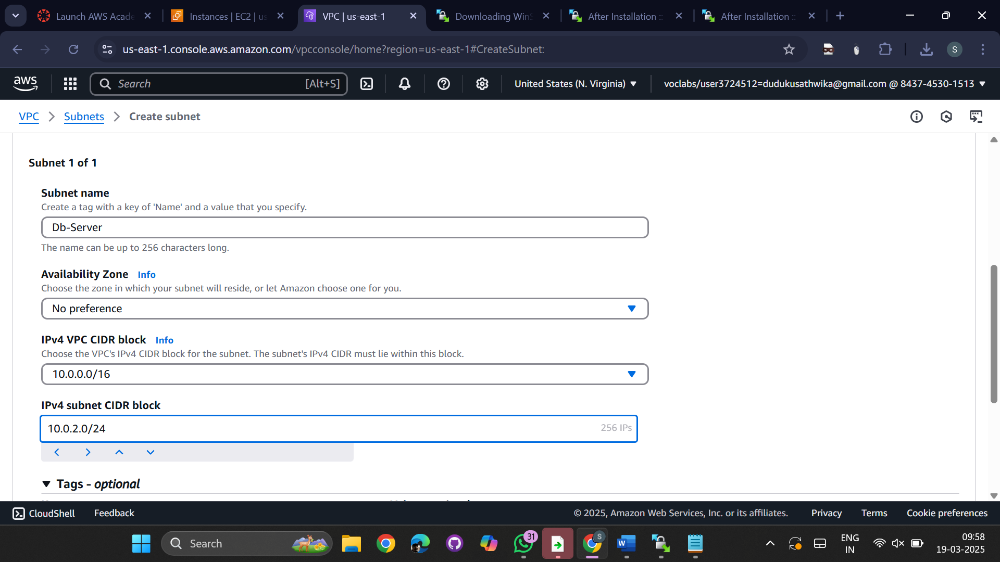 Launch AWS Acade
Instances | EC2 | us
VPC | us-east-1
Downloading WinS
After Installation ::
After Installation ::
us-east-1.console.aws.amazon.com/vpcconsole/home?region=us-east-1#CreateSubnet:
S
aws
Search
[Alt+S]
United States (N. Virginia)
voclabs/user3724512=dudukusathwika@gmail.com @ 8437-4530-1513
VPC
Subnets
Create subnet
Subnet 1 of 1
Subnet name
Create a tag with a key of 'Name' and a value that you specify.
Db-Server
The name can be up to 256 characters long.
Availability Zone Info
Choose the zone in which your subnet will reside, or let Amazon choose one for you.
No preference
IPv4 VPC CIDR block Info
Choose the VPC's IPv4 CIDR block for the subnet. The subnet's IPv4 CIDR must lie within this block.
10.0.0.0/16
IPv4 subnet CIDR block
10.0.2.0/24
256 IPs
Tags - optional
CloudShell
Feedback
© 2025, Amazon Web Services, Inc. or its affiliates.
Privacy
Terms
Cookie preferences
Search
31
S
W
ENG
IN
09:58
19-03-2025